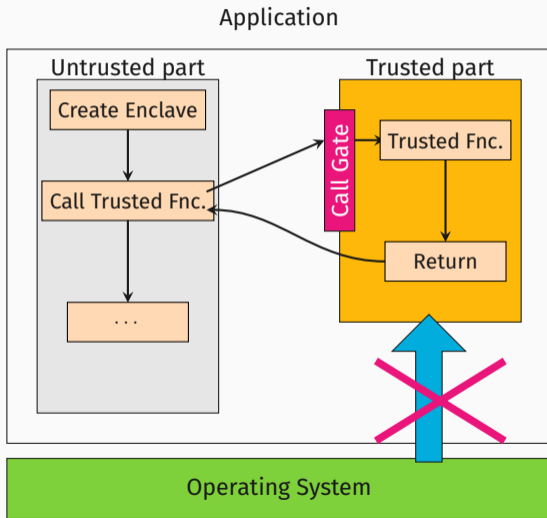 Application
Untrusted part
Trusted part
Create Enclave
Call Gate
Trusted Fnc.
Call Trusted Fnc.
Return
...
Operating System